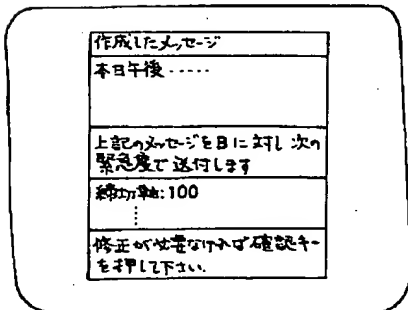 作成したメッセージ
本日午後‥‥‥
上記のメッセージをBに対し次の
緊急度で送付します
締切単純:100
修正が必要なければ確認キー
を押して下さい.